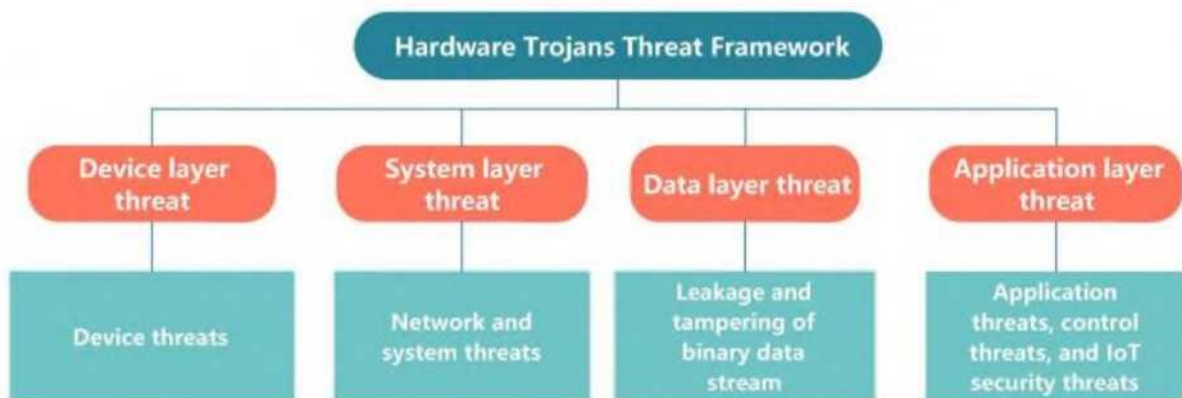 Hardware Trojans Threat Framework
Device layer
threat
System layer
threat
Data layer threat
Application layer
threat
Device threats
Network and
system threats
Leakage and
tampering of
binary data
stream
Application
threats, control
threats, and IoT
security threats